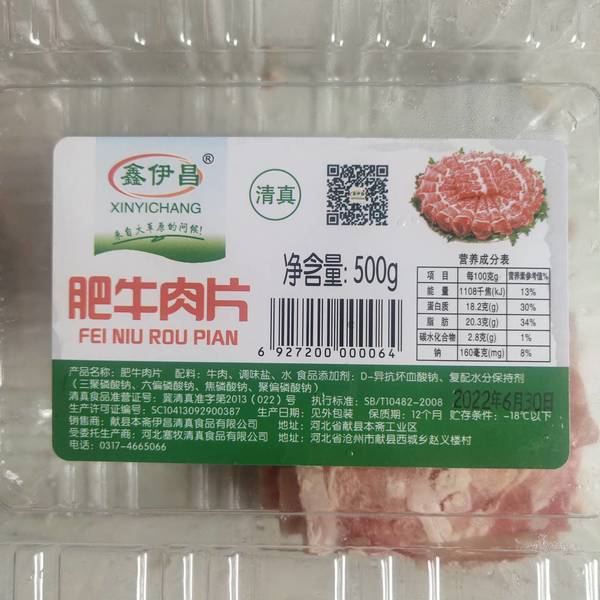 鑫伊昌®
XINYICHANG
来自大草原的问候!
清真
肥牛肉片
FEI NIU ROU PIAN
净含量: 500g
6 927200 000064
营养成分表
项 目 每100克g 营养素参考值%
能 量 1108千焦(kJ) 13%
蛋白质 18.2克(g) 30%
脂 肪 20.3克(g) 34%
碳水化合物 2.8克(g) 1%
钠 160毫克(mg) 8%
产品名称: 肥牛肉片 配料: 牛肉、调味盐、水 食品添加剂: D-异抗坏血酸钠、复配水分保持剂
(三聚磷酸钠、六偏磷酸钠、焦磷酸钠、聚偏磷酸钠)
清真食品准营证号: 冀清真准字第2013 (022) 号 执行标准: SB/T10482-2008
2022年6月30日
生产许可证编号: SC10413092900387 生产日期: 见外包装 保质期: 12个月 贮存条件: -18℃以下
销售商: 献县本斋伊昌清真食品有限公司 地址: 河北省献县本斋工业区
受委托生产商: 河北塞牧清真食品有限公司 地址: 河北省沧州市献县西城乡赵义楼村
电话: 0317-4665066